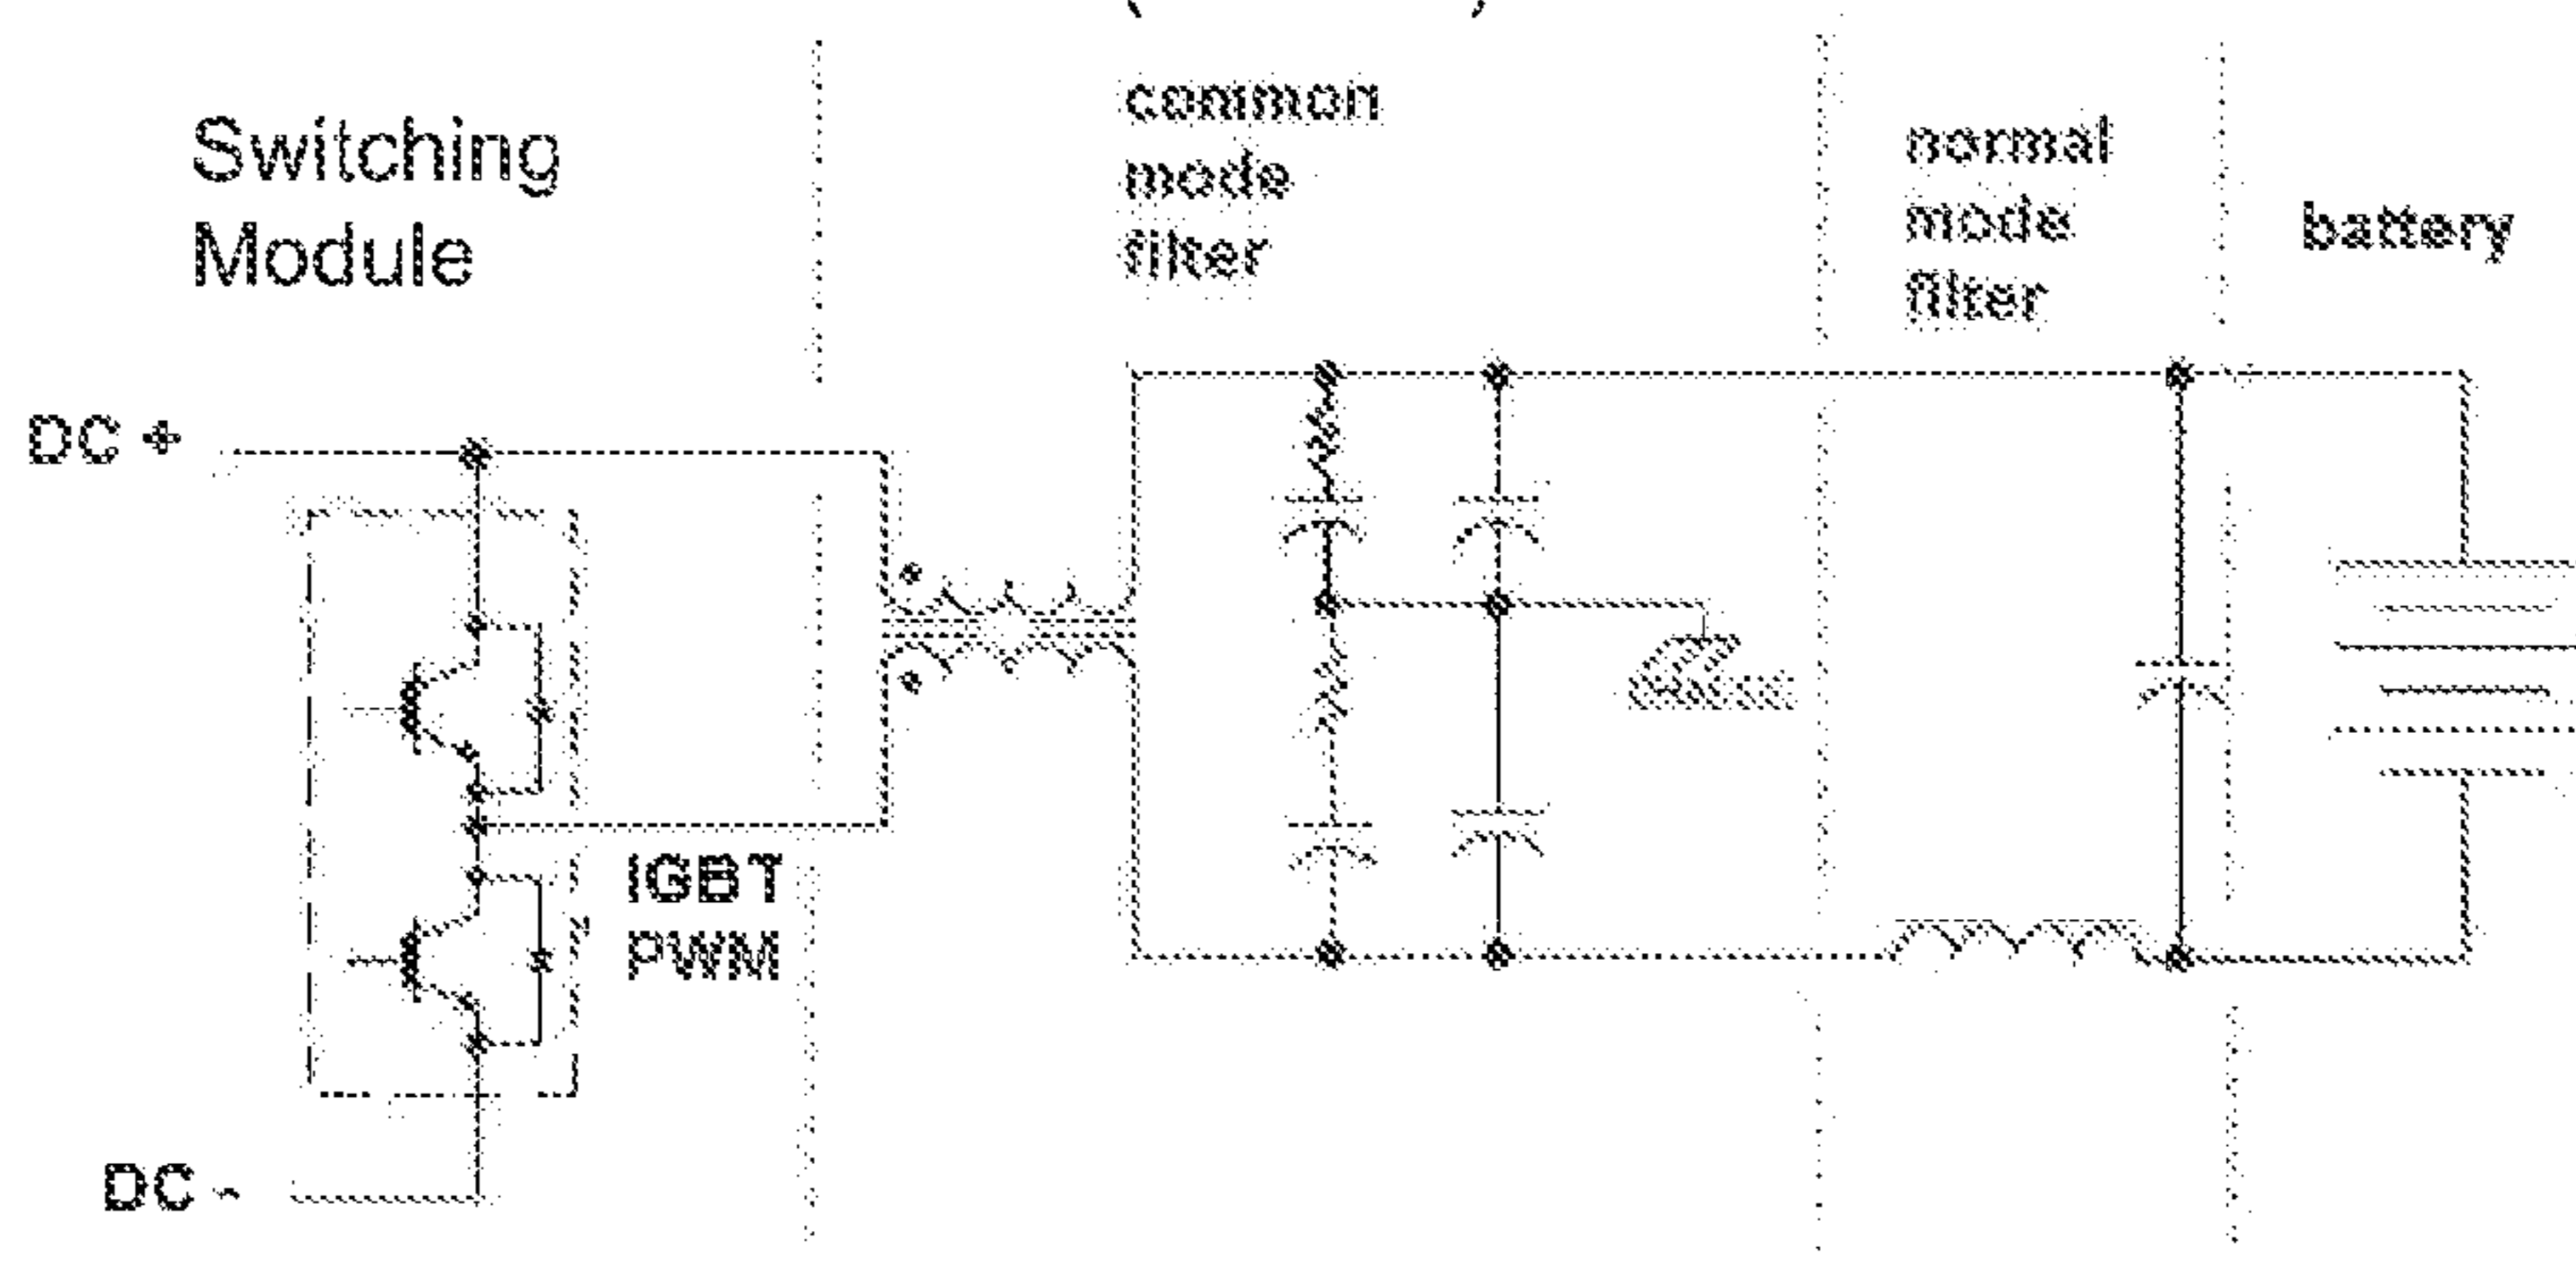 Switching
Module
common
mode
filter
normal
mode
filter
battery
DC +
IGBT
PWM
DC -